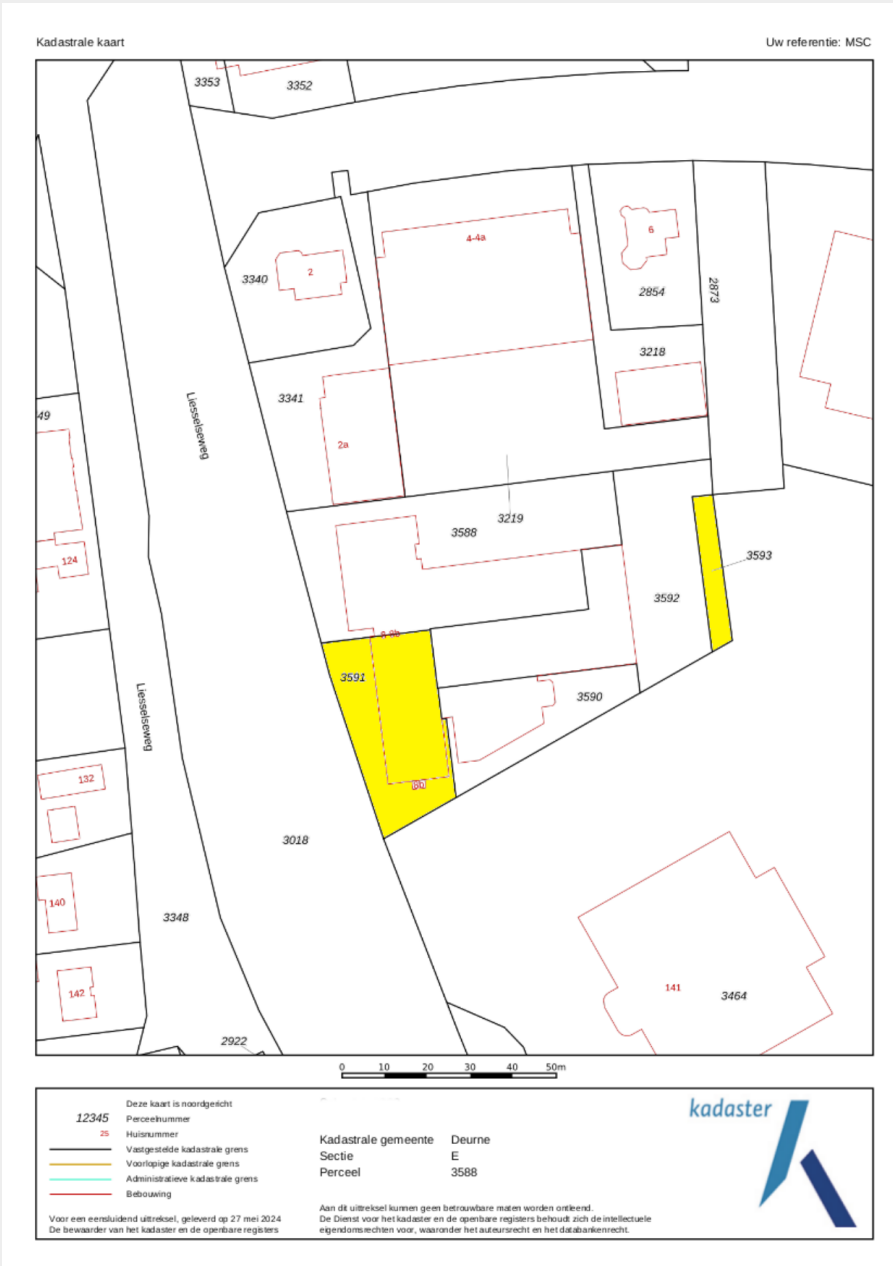 Kadastrale kaart
Uw referentie: MSC
3353
3352
4-4a
6
2
3340
2854
2873
3218
3341
Liesselseweg
49
2a
3219
3588
124
3593
3592
3591
3590
Liesselseweg
132
6b
3018
140
3348
142
141
3464
2922
0 10 20 30 40 50m
Deze kaart is noordgericht
12345 Perceelnummer
25 Huisnummer
Vastgestelde kadastrale grens
Voorlopige kadastrale grens
Administratieve kadastrale grens
Bebouwing
Voor een eensluidend uittreksel, geleverd op 27 mei 2024
De bewaarder van het kadaster en de openbare registers
Kadastrale gemeente Deurne
Sectie E
Perceel 3588
Aan dit uittreksel kunnen geen betrouwbare maten worden ontleend.
De Dienst voor het kadaster en de openbare registers behoudt zich de intellectuele
eigendomsrechten voor, waaronder het auteursrecht en het databankenrecht.
kadaster